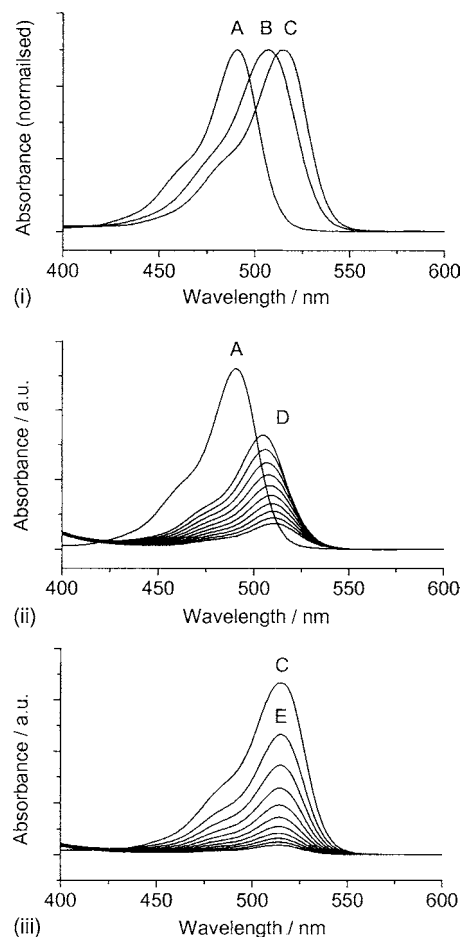 A B C
Absorbance (normailsed)
400 450 500 550 600
(i) Wavelength / nm
A
D
Absorbance / a.u.
400 450 500 550 600
(ii) Wavelength / nm
C
E
Absorbance / a.u.
400 450 500 550 600
(iii) Wavelength / nm